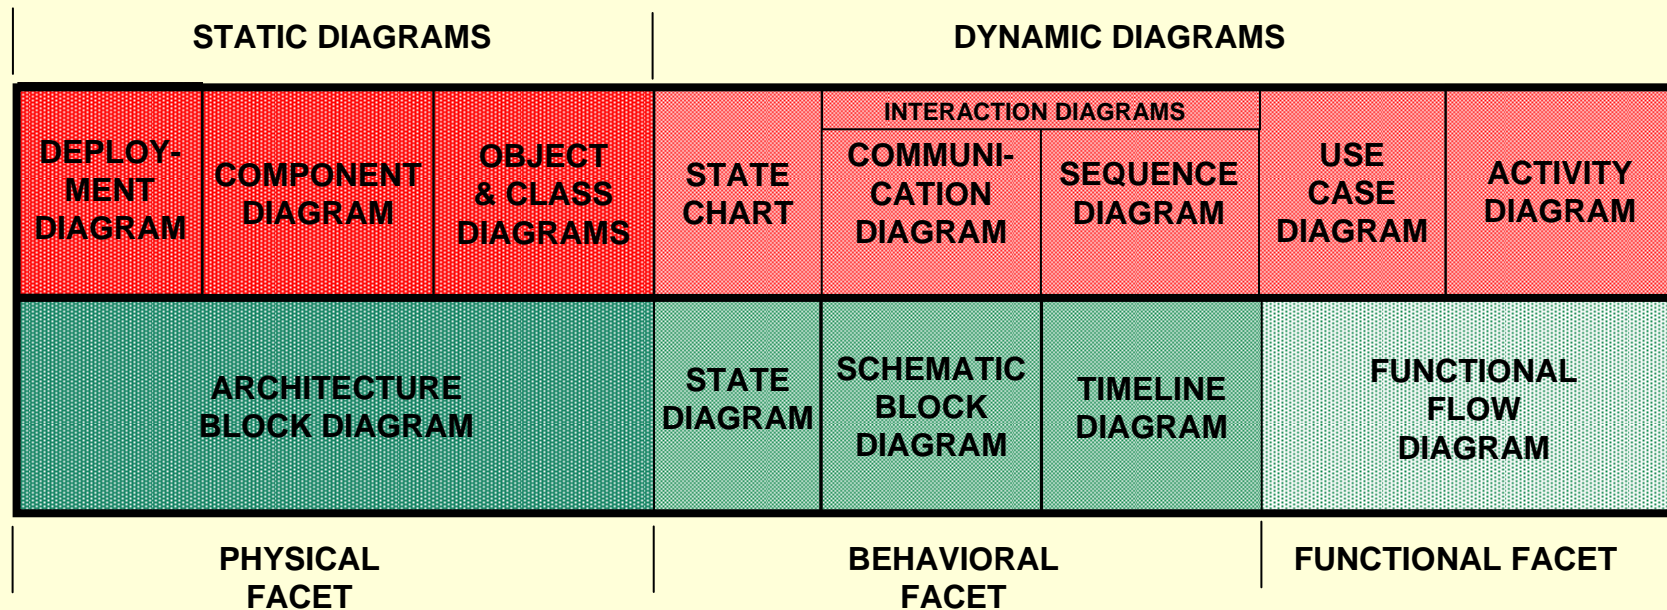 STATIC DIAGRAMS
DYNAMIC DIAGRAMS
DEPLOY-
MENT
DIAGRAM
COMPONENT
DIAGRAM
OBJECT
& CLASS
DIAGRAMS
STATE
CHART
INTERACTION DIAGRAMS
COMMUNI-
CATION
DIAGRAM
SEQUENCE
DIAGRAM
USE
CASE
DIAGRAM
ACTIVITY
DIAGRAM
ARCHITECTURE
BLOCK DIAGRAM
STATE
DIAGRAM
SCHEMATIC
BLOCK
DIAGRAM
TIMELINE
DIAGRAM
FUNCTIONAL
FLOW
DIAGRAM
PHYSICAL
FACET
BEHAVIORAL
FACET
FUNCTIONAL FACET